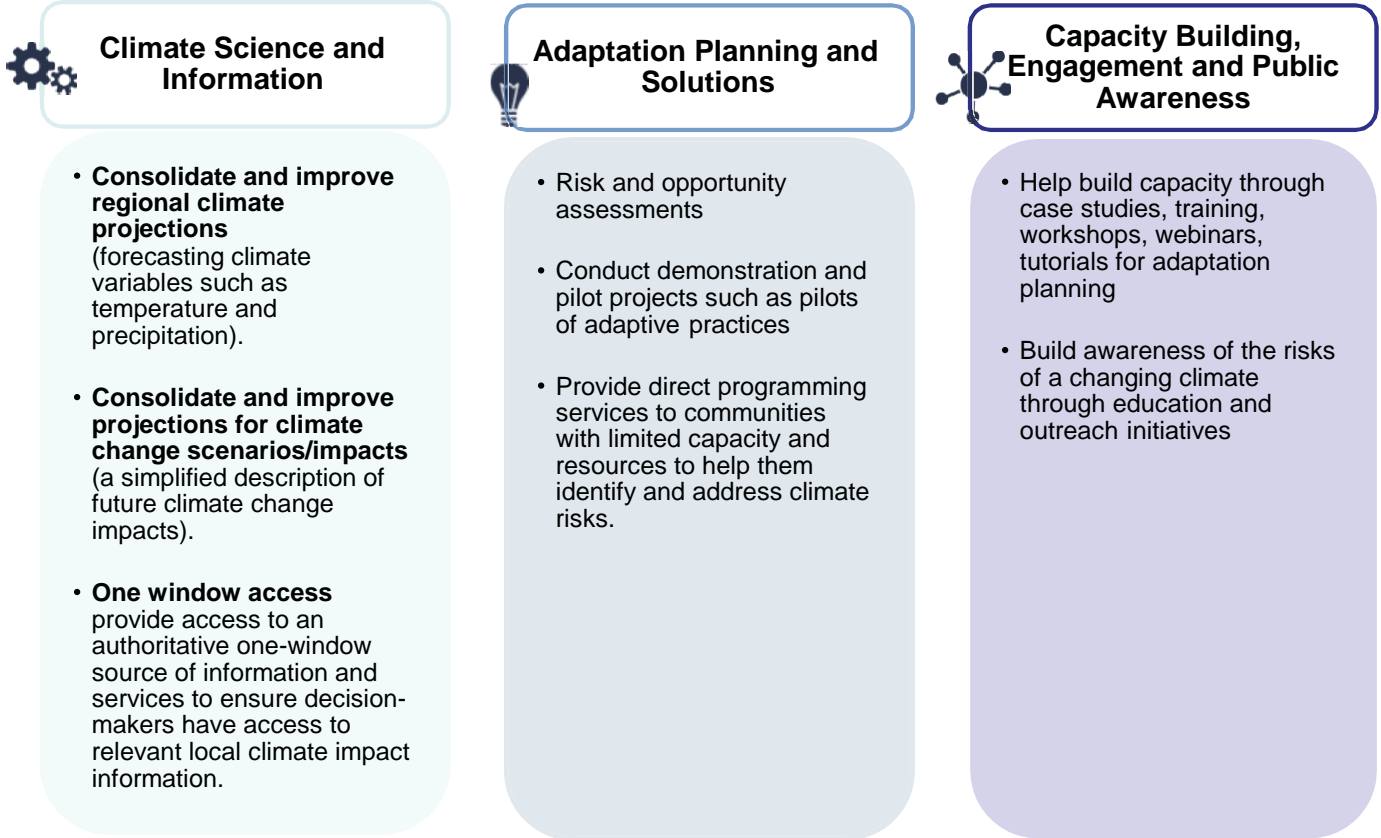 Climate Science and
Information
• Consolidate and improve
regional climate
projections
(forecasting climate
variables such as
temperature and
precipitation).
• Consolidate and improve
projections for climate
change scenarios/impacts
(a simplified description of
future climate change
impacts).
• One window access
provide access to an
authoritative one-window
source of information and
services to ensure decision-
makers have access to
relevant local climate impact
information.
Adaptation Planning and
Solutions
• Risk and opportunity
assessments
• Conduct demonstration and
pilot projects such as pilots
of adaptive practices
• Provide direct programming
services to communities
with limited capacity and
resources to help them
identify and address climate
risks.
Capacity Building,
Engagement and Public
Awareness
• Help build capacity through
case studies, training,
workshops, webinars,
tutorials for adaptation
planning
• Build awareness of the risks
of a changing climate
through education and
outreach initiatives